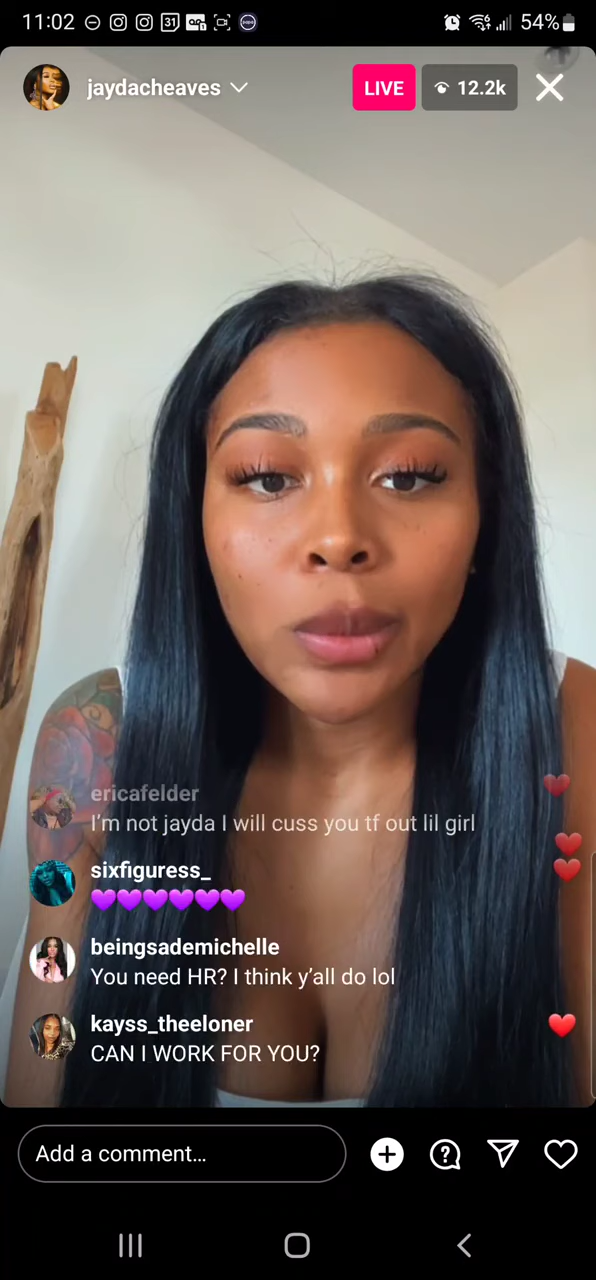 11:02
31
54%
jaydacheaves
LIVE
12.2k
ericafelder
I'm not jayda I will cuss you tf out lil girl
sixfiguress_
💜💜💜💜💜💜
beingsademichelle
You need HR? I think y'all do lol
kayss_theeloner
CAN I WORK FOR YOU?
Add a comment...